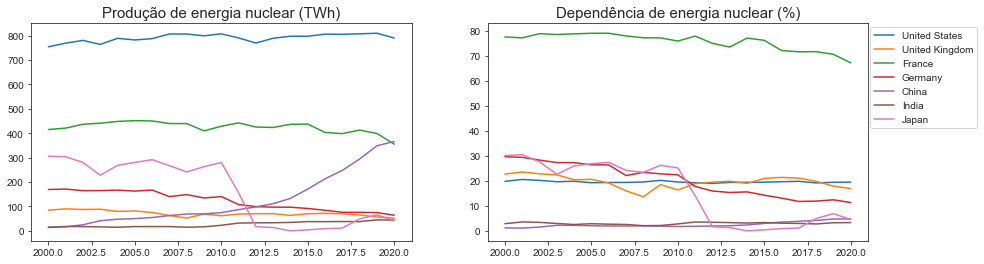 Produção de energia nuclear (TWh)
800
700
600
500
400
300
200
100
0
2000.0 2002.5 2005.0 2007.5 2010.0 2012.5 2015.0 2017.5 2020.0
Dependência de energia nuclear (%)
80
70
60
50
40
30
20
10
0
2000.0 2002.5 2005.0 2007.5 2010.0 2012.5 2015.0 2017.5 2020.0
United States
United Kingdom
France
Germany
China
India
Japan